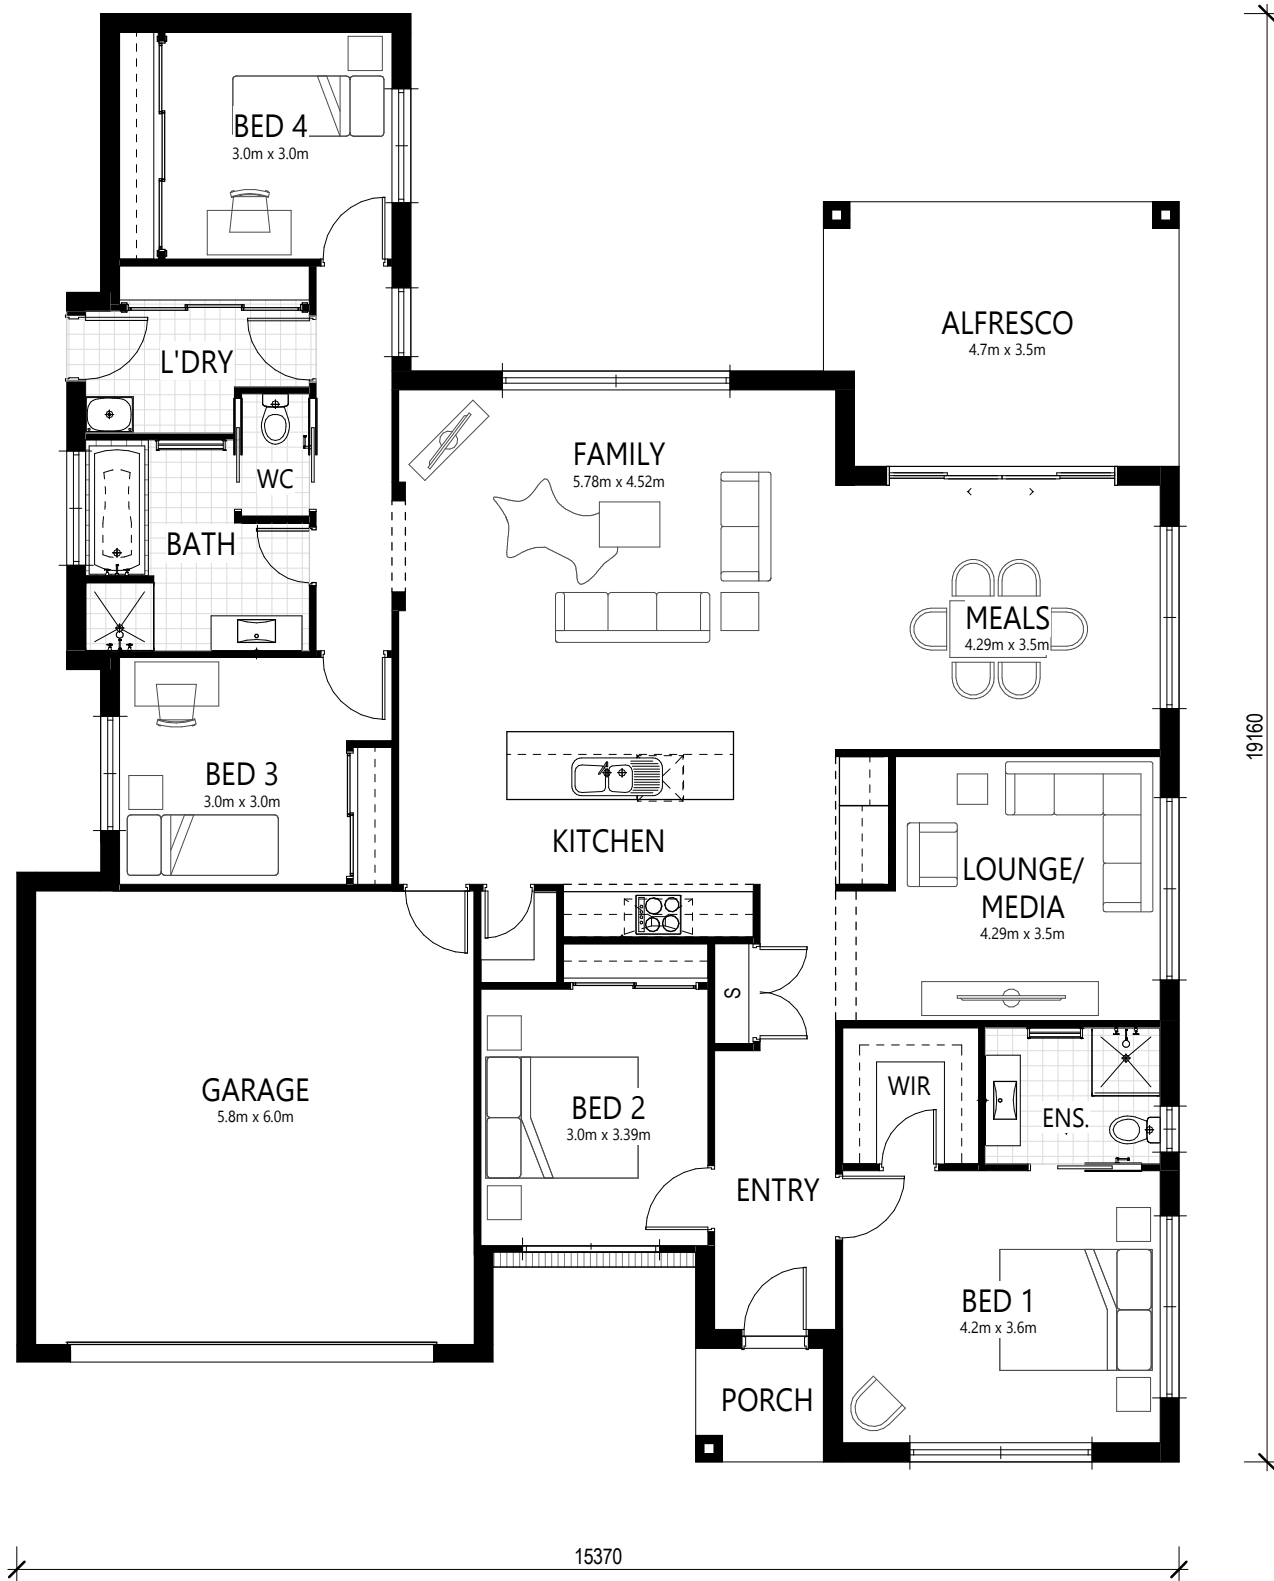 BED 4
3.0m x 3.0m
ALFRESCO
4.7m x 3.5m
L'DRY
FAMILY
5.78m x 4.52m
WC
BATH
MEALS
4.29m x 3.5m
19160
BED 3
3.0m x 3.0m
KITCHEN
LOUNGE/
MEDIA
4.29m x 3.5m
S
GARAGE
5.8m x 6.0m
BED 2
3.0m x 3.39m
WIR
ENS.
ENTRY
BED 1
4.2m x 3.6m
PORCH
15370